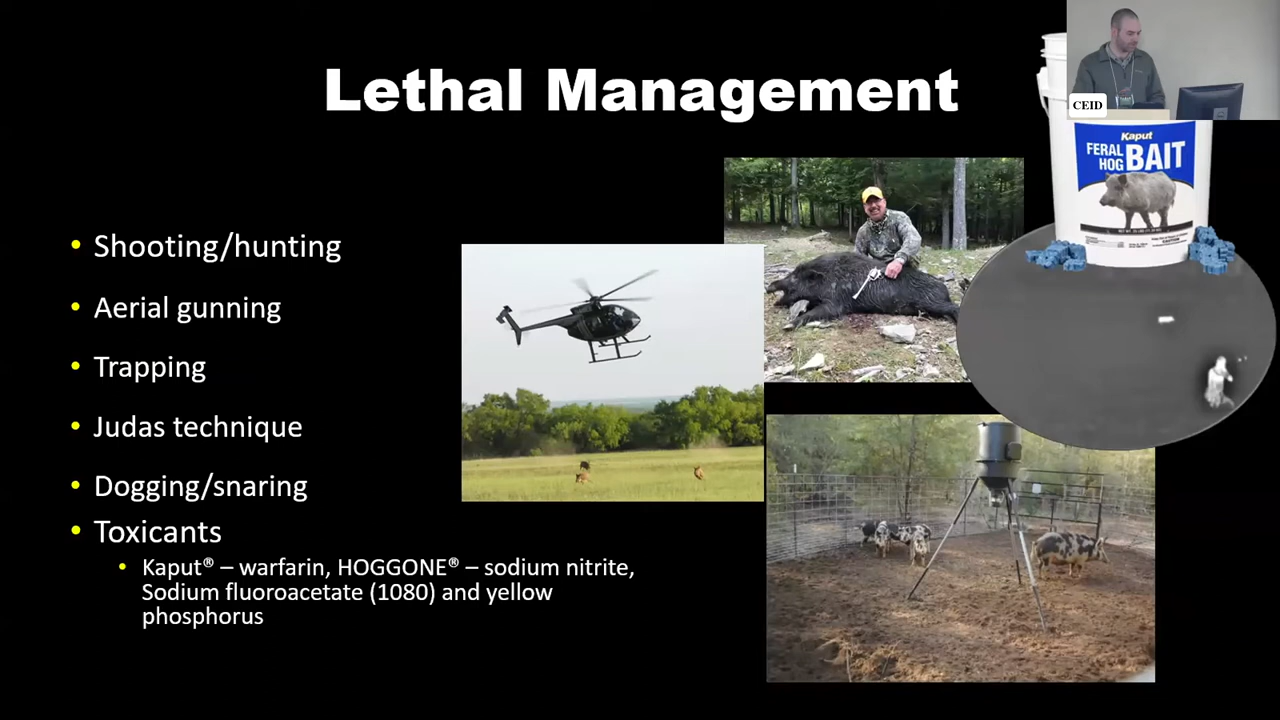 Lethal Management
CEID
Kaput
FERAL
HOG BAIT
• Shooting/hunting
• Aerial gunning
• Trapping
• Judas technique
• Dogging/snaring
• Toxicants
• Kaput® – warfarin, HOGGONE® – sodium nitrite,
Sodium fluoroacetate (1080) and yellow
phosphorus